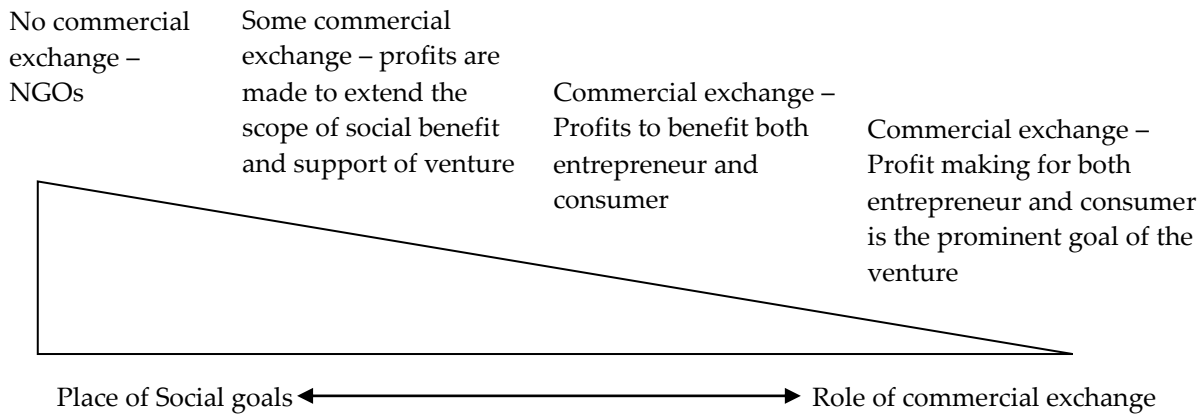 No commercial
exchange –
NGOs
Some commercial
exchange – profits are
made to extend the
scope of social benefit
and support of venture
Commercial exchange –
Profits to benefit both
entrepreneur and
consumer
Commercial exchange –
Profit making for both
entrepreneur and consumer
is the prominent goal of the
venture
Place of Social goals
Role of commercial exchange